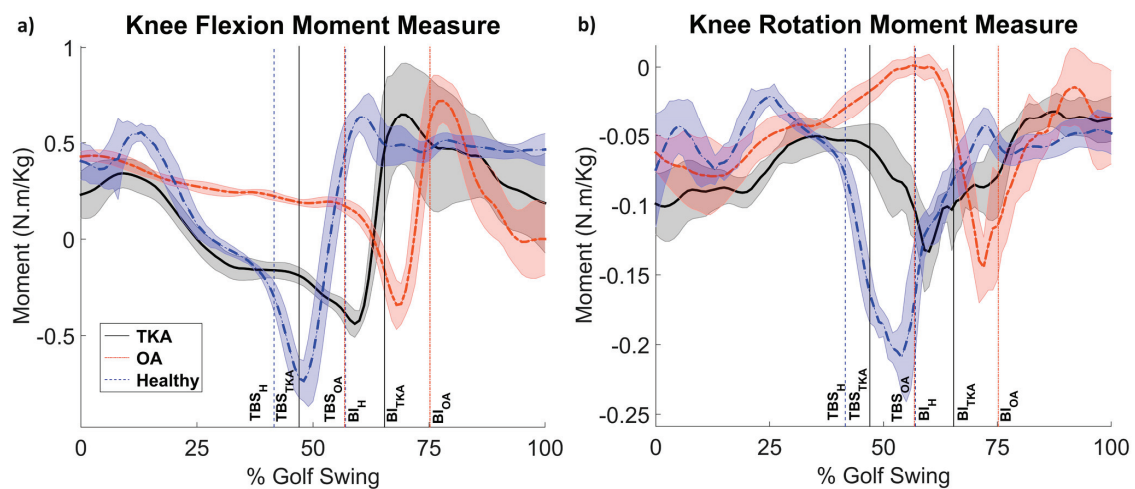 a)
Knee Flexion Moment Measure
Moment (N.m/Kg)
1
0.5
0
-0.5
TKA
OA
Healthy
TBS_H
TBS_TKA
TBS_OA
BI_H
BI_TKA
BI_OA
0
25
50
75
100
% Golf Swing
b)
Knee Rotation Moment Measure
Moment (N.m/Kg)
0
-0.05
-0.1
-0.15
-0.2
-0.25
TBS_H
TBS_TKA
TBS_OA
BI_H
BI_TKA
BI_OA
0
25
50
75
100
% Golf Swing